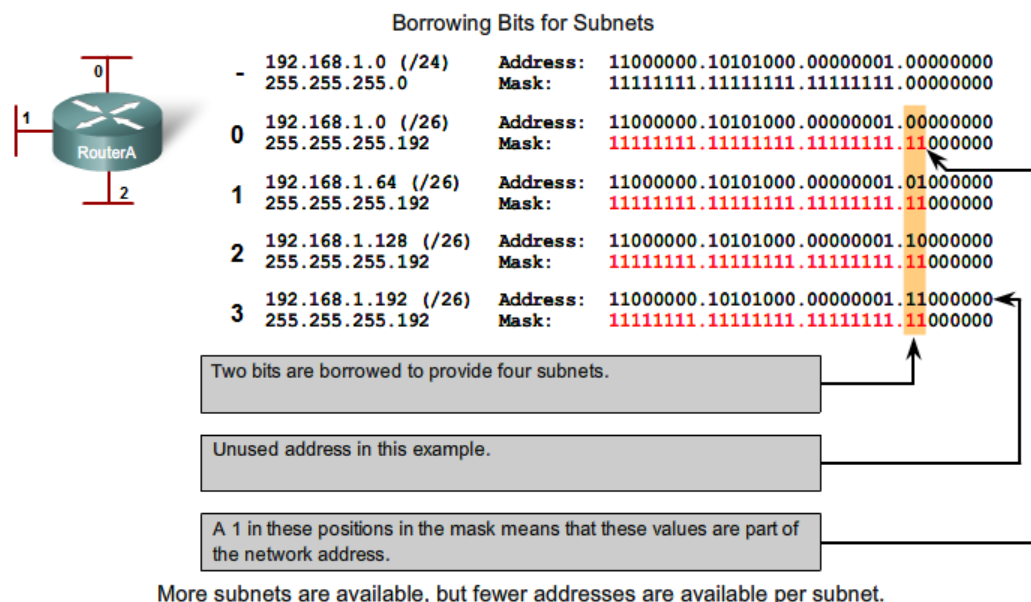 Borrowing Bits for Subnets
0
1
RouterA
2
- 192.168.1.0 (/24) Address: 11000000.10101000.00000001.00000000
255.255.255.0 Mask: 11111111.11111111.11111111.00000000
0 192.168.1.0 (/26) Address: 11000000.10101000.00000001.00000000
255.255.255.192 Mask: 11111111.11111111.11111111.11000000
1 192.168.1.64 (/26) Address: 11000000.10101000.00000001.01000000
255.255.255.192 Mask: 11111111.11111111.11111111.11000000
2 192.168.1.128 (/26) Address: 11000000.10101000.00000001.10000000
255.255.255.192 Mask: 11111111.11111111.11111111.11000000
3 192.168.1.192 (/26) Address: 11000000.10101000.00000001.11000000
255.255.255.192 Mask: 11111111.11111111.11111111.11000000
Two bits are borrowed to provide four subnets.
Unused address in this example.
A 1 in these positions in the mask means that these values are part of
the network address.
More subnets are available, but fewer addresses are available per subnet.